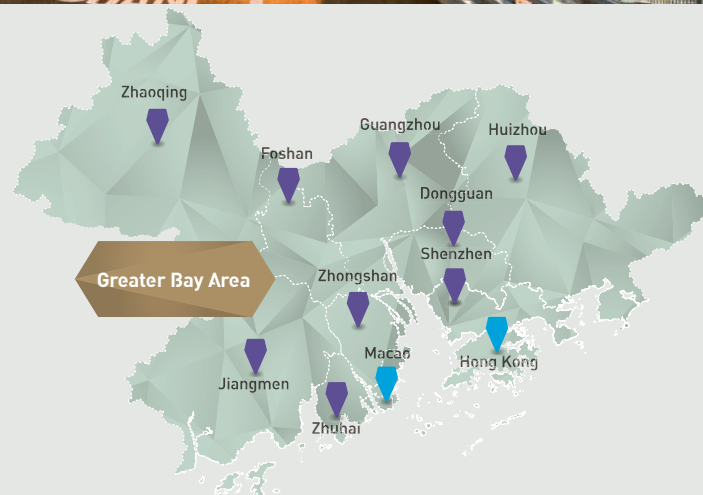 Zhaoqing
Guangzhou
Huizhou
Foshan
Dongguan
Shenzhen
Zhongshan
Greater Bay Area
Macao
Hong Kong
Jiangmen
Zhuhai